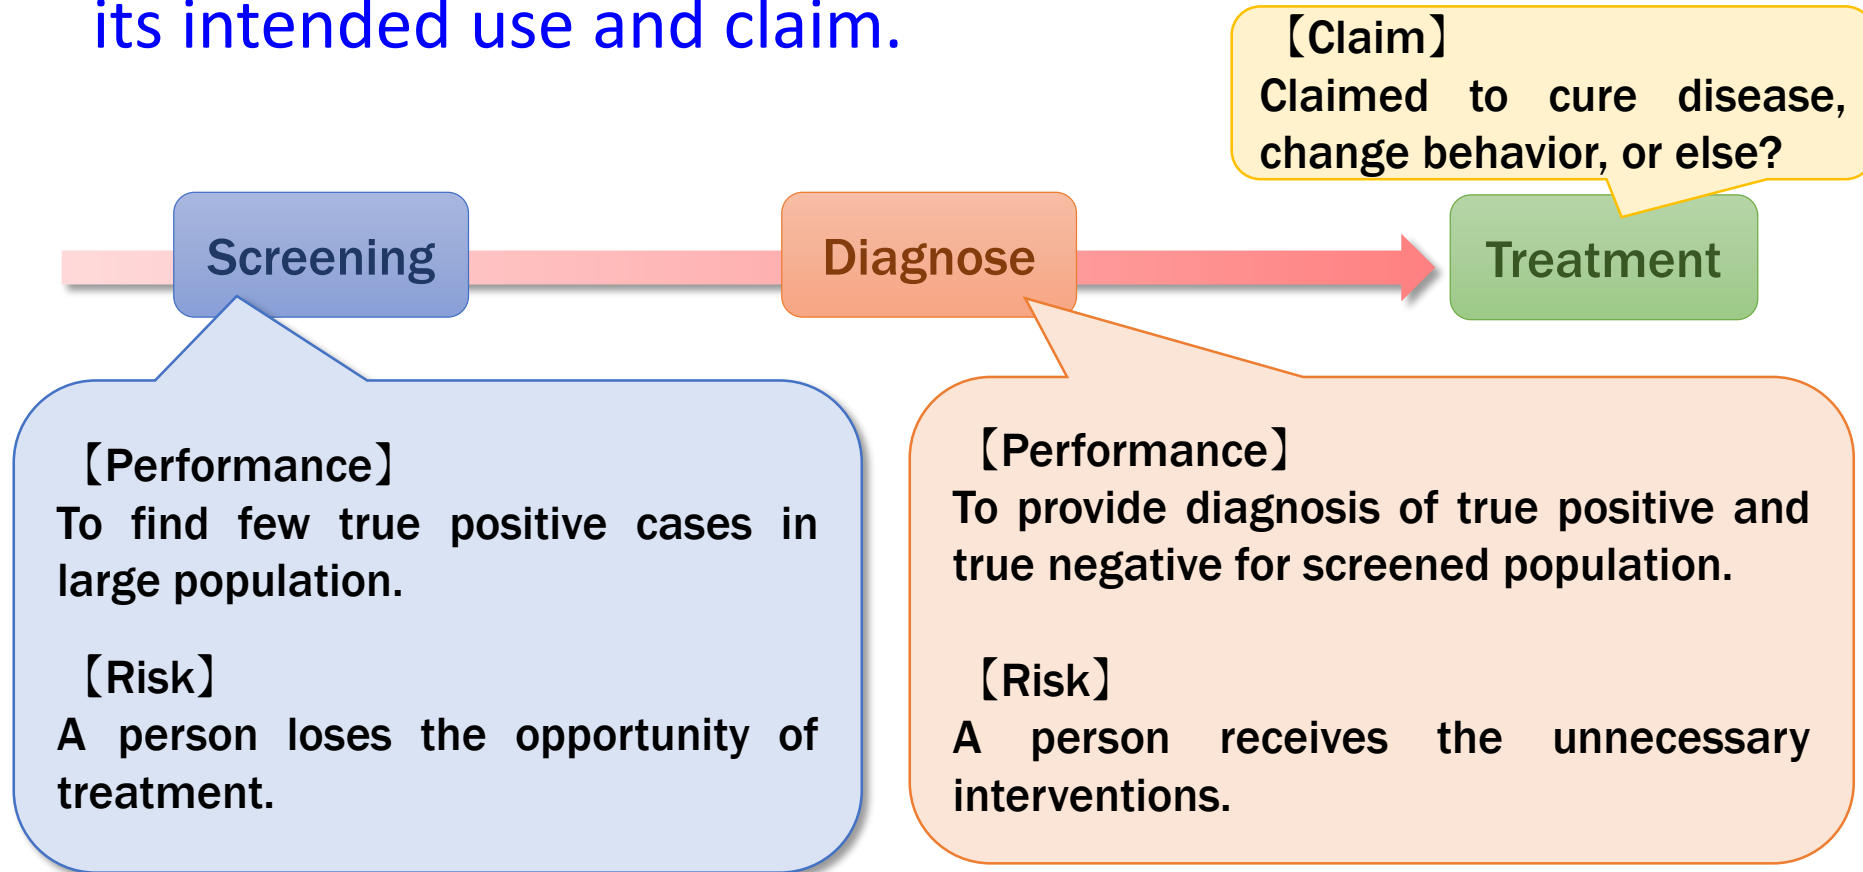 its intended use and claim.
【Claim】
Claimed to cure disease,
change behavior, or else?
Screening
Diagnose
Treatment
【Performance】
To find few true positive cases in
large population.
【Risk】
A person loses the opportunity of
treatment.
【Performance】
To provide diagnosis of true positive and
true negative for screened population.
【Risk】
A person receives the unnecessary
interventions.